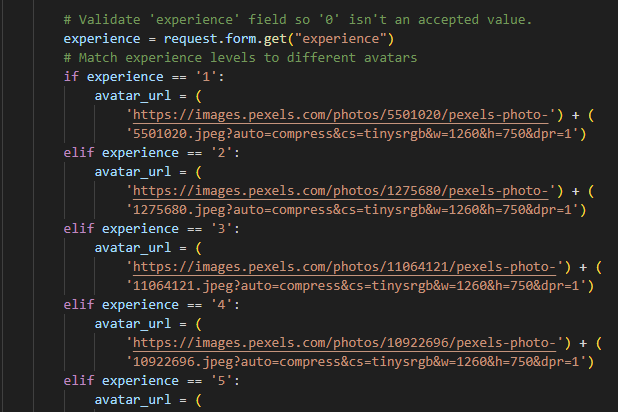 # Validate 'experience' field so '0' isn't an accepted value.
experience = request.form.get("experience")
# Match experience levels to different avatars
if experience == '1':
avatar_url = (
'https://images.pexels.com/photos/5501020/pexels-photo-') + (
'5501020.jpeg?auto=compress&cs=tinysrgb&w=1260&h=750&dpr=1')
elif experience == '2':
avatar_url = (
'https://images.pexels.com/photos/1275680/pexels-photo-') + (
'1275680.jpeg?auto=compress&cs=tinysrgb&w=1260&h=750&dpr=1')
elif experience == '3':
avatar_url = (
'https://images.pexels.com/photos/11064121/pexels-photo-') + (
'11064121.jpeg?auto=compress&cs=tinysrgb&w=1260&h=750&dpr=1')
elif experience == '4':
avatar_url = (
'https://images.pexels.com/photos/10922696/pexels-photo-') + (
'10922696.jpeg?auto=compress&cs=tinysrgb&w=1260&h=750&dpr=1')
elif experience == '5':
avatar_url = (